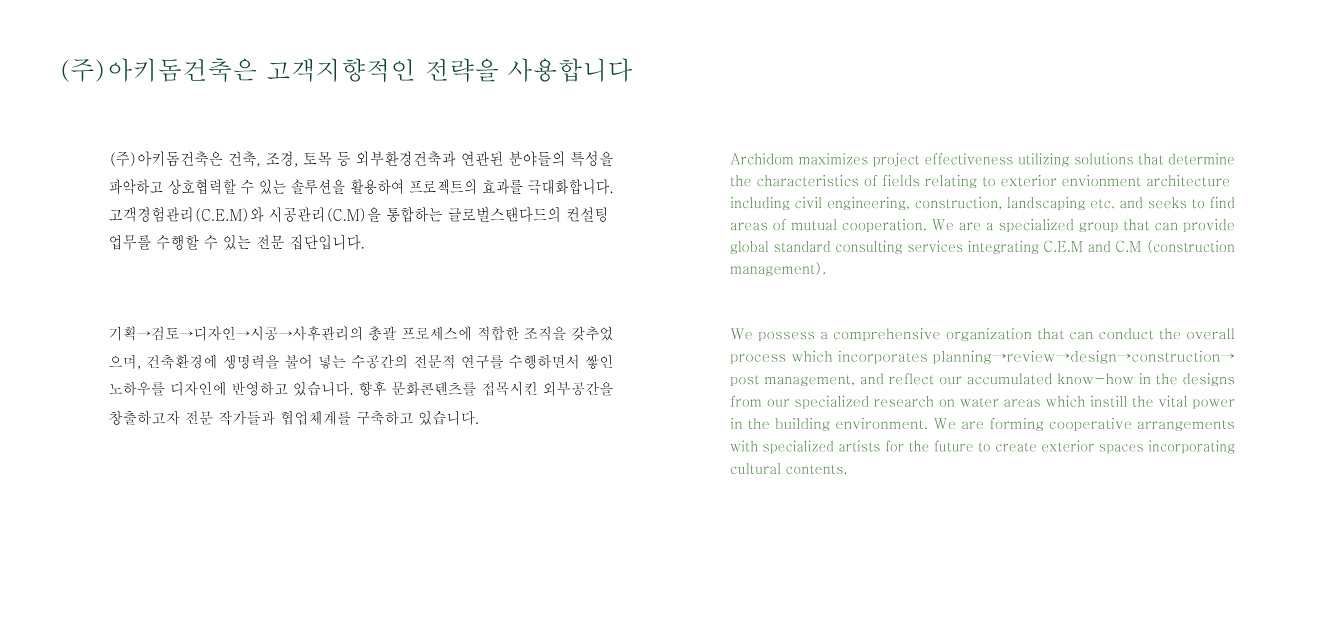 (주)아키돔건축은 고객지향적인 전략을 사용합니다
(주)아키돔건축은 건축, 조경, 토목 등 외부환경건축과 연관된 분야들의 특성을
파악하고 상호협력할 수 있는 솔루션을 활용하여 프로젝트의 효과를 극대화합니다.
고객경험관리(C.E.M)와 시공관리(C.M)을 통합하는 글로벌스탠다드의 컨설팅
업무를 수행할 수 있는 전문 집단입니다.
기획→검토→디자인→시공→사후관리의 총괄 프로세스에 적합한 조직을 갖추었
으며, 건축환경에 생명력을 불어 넣는 수공간의 전문적 연구를 수행하면서 쌓인
노하우를 디자인에 반영하고 있습니다. 향후 문화콘텐츠를 접목시킨 외부공간을
창출하고자 전문 작가들과 협업체계를 구축하고 있습니다.
Archidom maximizes project effectiveness utilizing solutions that determine
the characteristics of fields relating to exterior envionment architecture
including civil engineering, construction, landscaping etc. and seeks to find
areas of mutual cooperation. We are a specialized group that can provide
global standard consulting services integrating C.E.M and C.M (construction
management).
We possess a comprehensive organization that can conduct the overall
process which incorporates planning→review→design→construction→
post management, and reflect our accumulated know-how in the designs
from our specialized research on water areas which instill the vital power
in the building environment. We are forming cooperative arrangements
with specialized artists for the future to create exterior spaces incorporating
cultural contents.